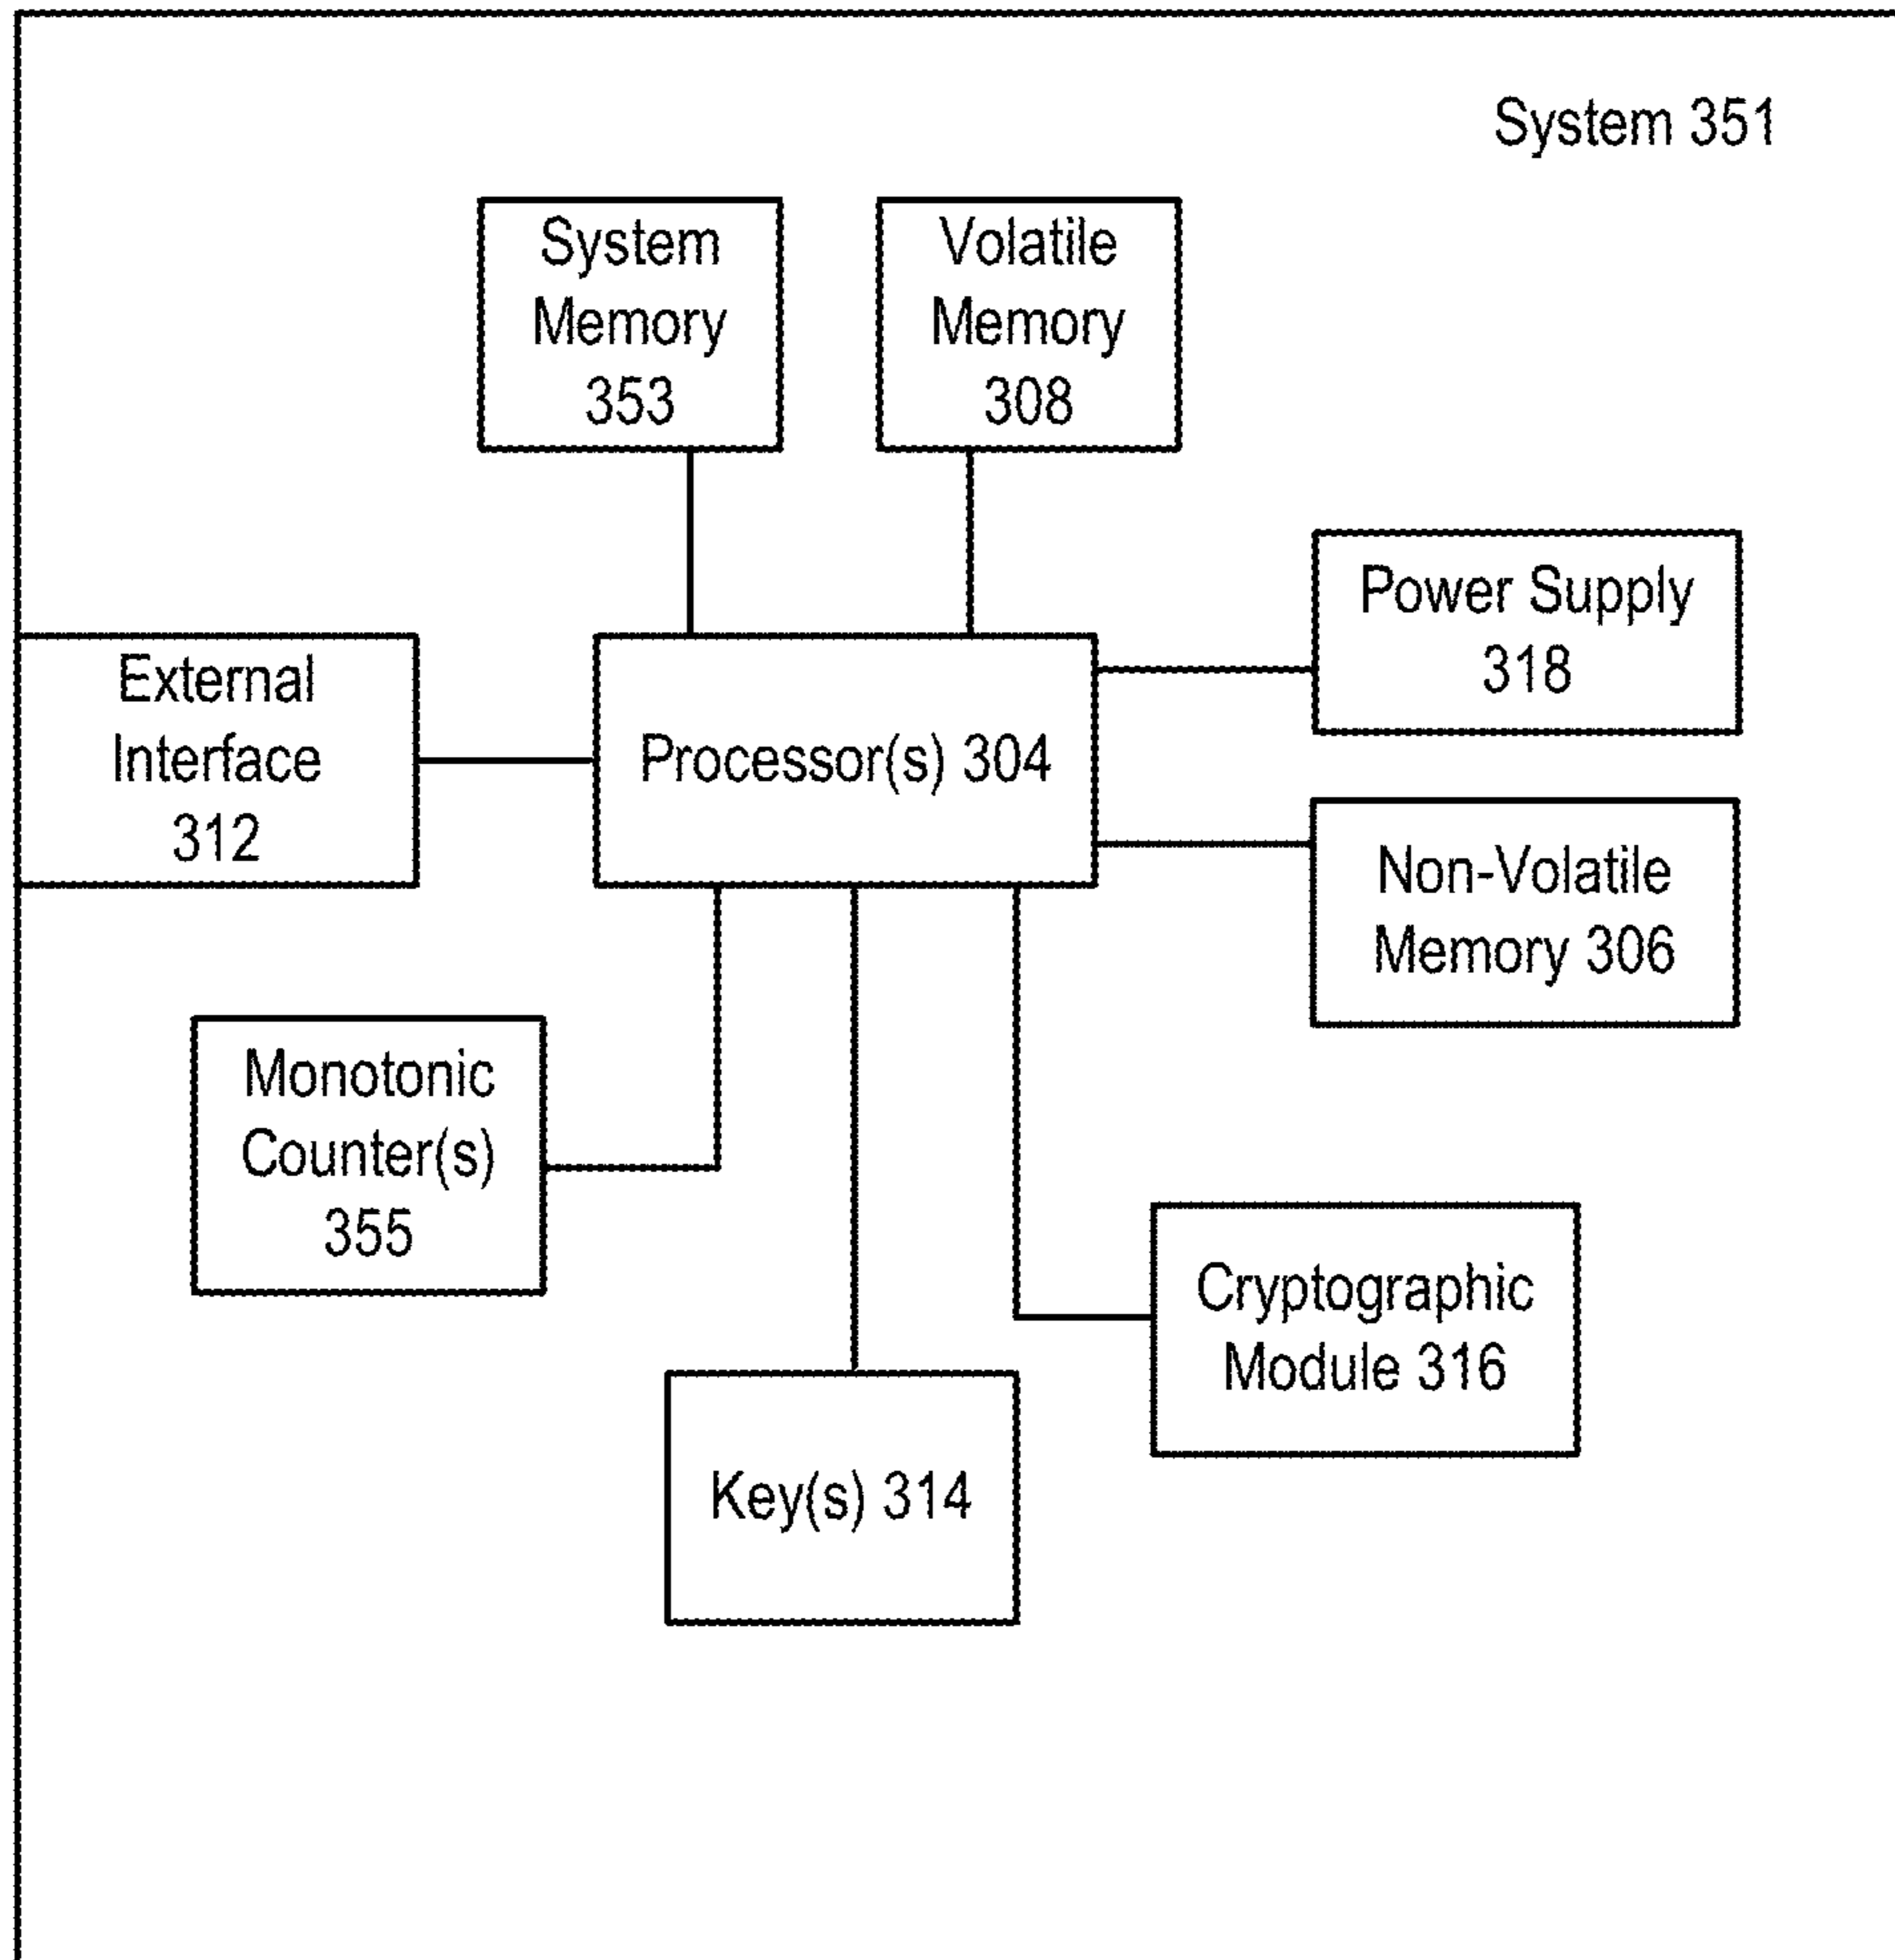 System 351
System
Memory
353
Volatile
Memory
308
Power Supply
318
External
Interface
312
Processor(s) 304
Non-Volatile
Memory 306
Monotonic
Counter(s)
355
Cryptographic
Module 316
Key(s) 314